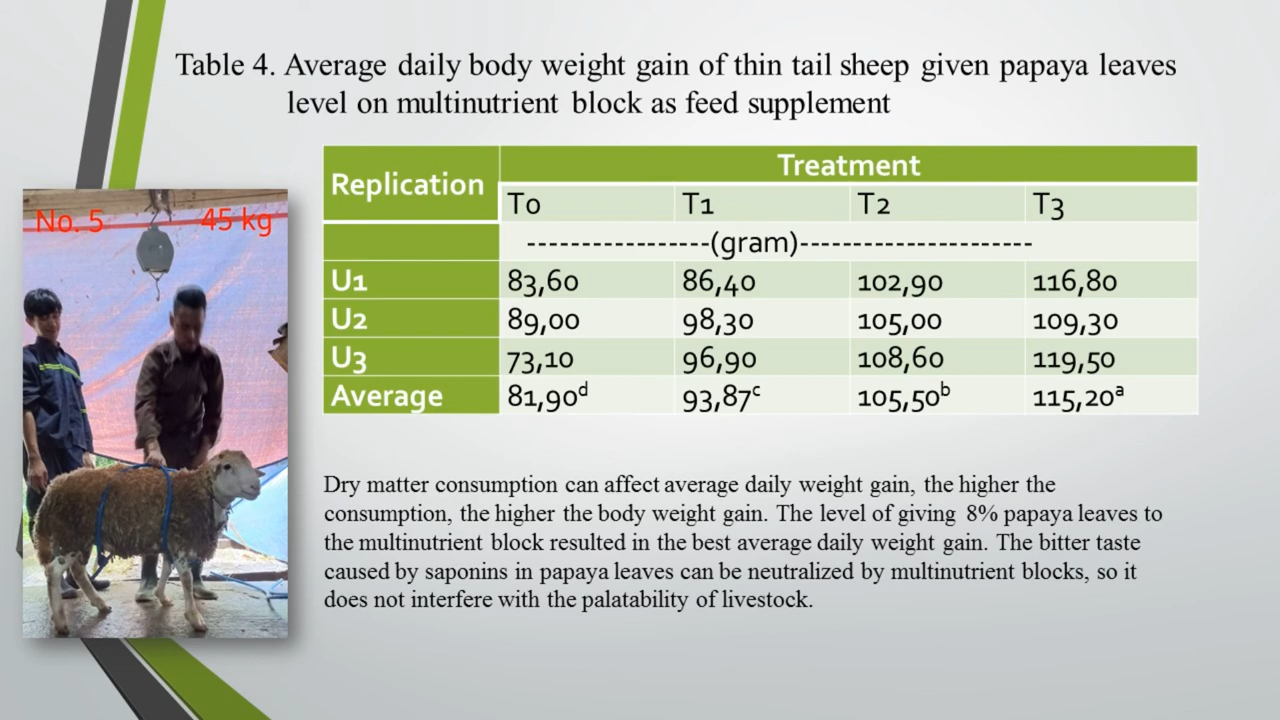 Table 4. Average daily body weight gain of thin tail sheep given papaya leaves
level on multinutrient block as feed supplement
No. 5 45 kg
Replication Treatment
T0 T1 T2 T3
-----------------(gram)---------------------
U1 83,60 86,40 102,90 116,80
U2 89,00 98,30 105,00 109,30
U3 73,10 96,90 108,60 119,50
Average 81,90d 93,87c 105,50b 115,20a
Dry matter consumption can affect average daily weight gain, the higher the
consumption, the higher the body weight gain. The level of giving 8% papaya leaves to
the multinutrient block resulted in the best average daily weight gain. The bitter taste
caused by saponins in papaya leaves can be neutralized by multinutrient blocks, so it
does not interfere with the palatability of livestock.